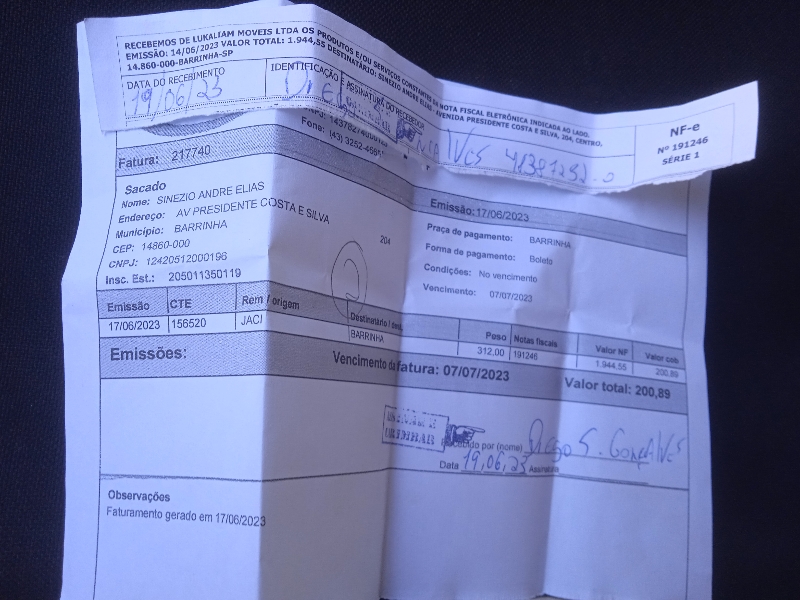 RECEBEMOS DE LUKALIAM MOVEIS LTDA OS PRODUTOS E/OU SERVIÇOS CONSTANTES DA NOTA FISCAL ELETRÔNICA INDICADA AO LADO.
EMISSÃO: 14/06/2023 VALOR TOTAL: 1.944,55 DESTINATÁRIO: SINEZIO ANDRE ELIAS AVENIDA PRESIDENTE COSTA E SILVA, 204, CENTRO,
14.860-000-BARRINHA-SP
DATA DO RECEBIMENTO
19/06/23
IDENTIFICAÇÃO E ASSINATURA DO RECEBEDOR
NF-e
Nº 191246
SÉRIE 1
Fone: (43) 3252-
Fatura: 217740
Emissão:17/06/2023
Sacado
Nome: SINEZIO ANDRE ELIAS
Endereço: AV PRESIDENTE COSTA E SILVA 204
Município: BARRINHA
CEP: 14860-000
CNPJ: 12420512000196
Insc. Est.: 205011350119
Praça de pagamento: BARRINHA
Forma de pagamento: Boleto
Condições: No vencimento
Vencimento: 07/07/2023
Emissão CTE Rem / origem Destinatário / Peso Notas fiscais Valor NF Valor cob
17/06/2023 156520 JACI BARRINHA 312,00 191246 1.944,55 200,89
Emissões: Vencimento da fatura: 07/07/2023 Valor total: 200,89
Recebido por (nome) Diego S. Gonçalves
Data 19,06,23 Assinatura
Observações
Faturamento gerado em 17/06/2023